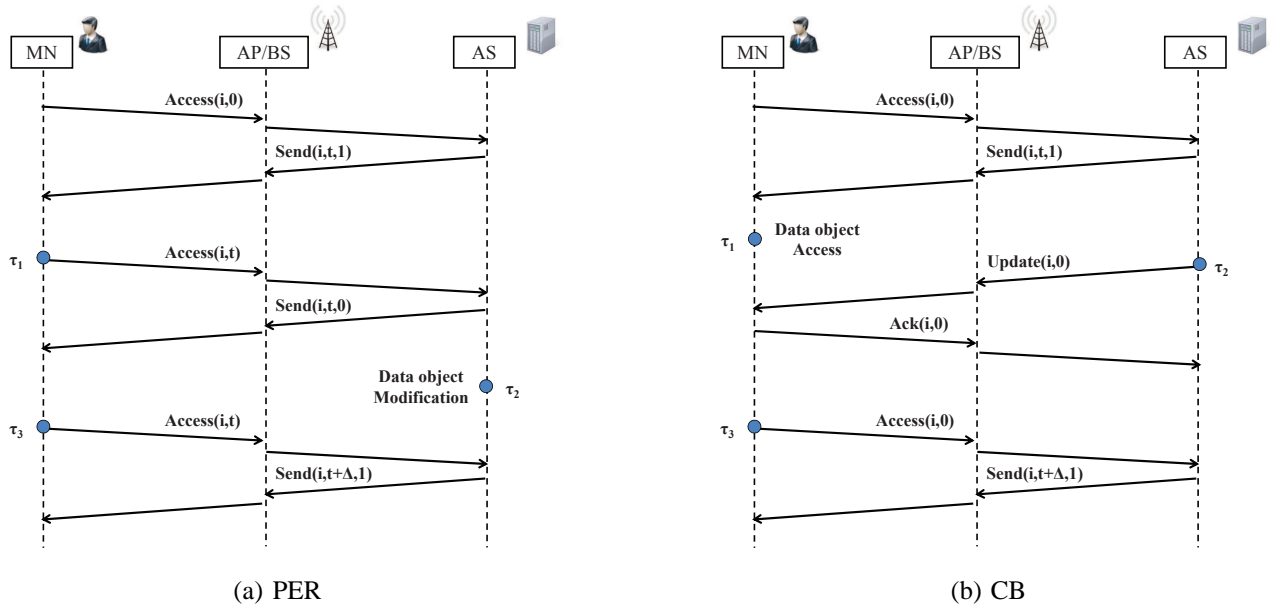 MN
AP/BS
AS
Access(i,0)
Send(i,t,1)
τ1
Access(i,t)
Send(i,t,0)
Data object
Modification
τ2
τ3
Access(i,t)
Send(i,t+Δ,1)
(a) PER
MN
AP/BS
AS
Access(i,0)
Send(i,t,1)
τ1
Data object
Access
Update(i,0)
τ2
Ack(i,0)
τ3
Access(i,0)
Send(i,t+Δ,1)
(b) CB